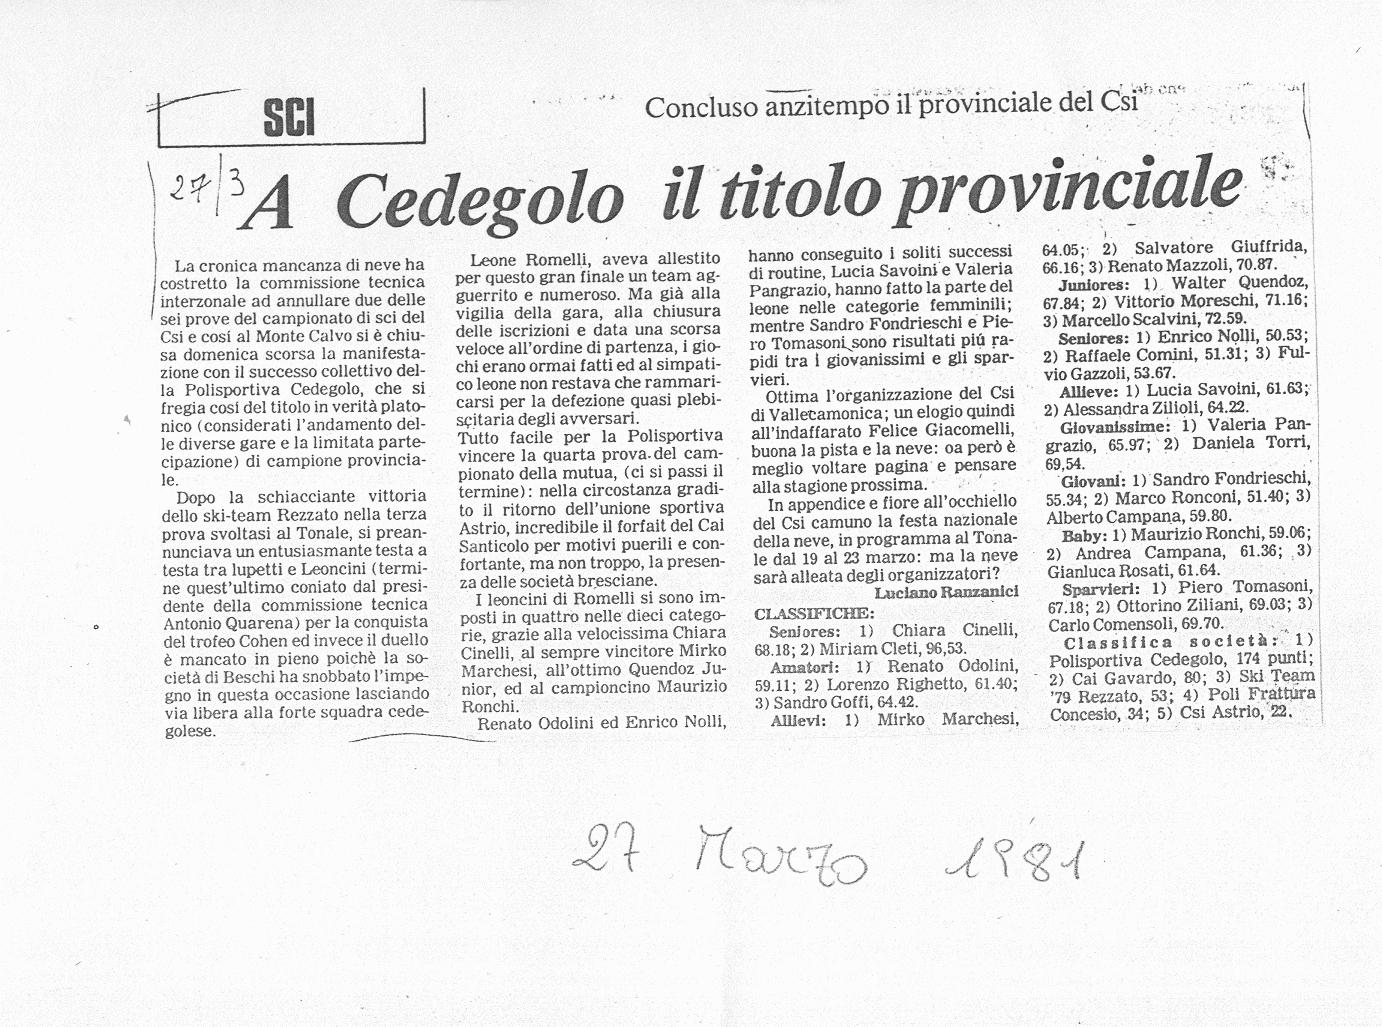 SCI
Concluso anzitempo il provinciale del Csi
27/3
A Cedegolo il titolo provinciale
La cronica mancanza di neve ha
costretto la commissione tecnica
interzonale ad annullare due delle
sei prove del campionato di sci del
Csi e cosí al Monte Calvo si è chiu-
sa domenica scorsa la manifesta-
zione con il successo collettivo del-
la Polisportiva Cedegolo, che si
fregia cosí del titolo in verità plato-
nico (considerati l'andamento del-
le diverse gare e la limitata parte-
cipazione) di campione provincia-
le.
Dopo la schiacciante vittoria
dello ski-team Rezzato nella terza
prova svoltasi al Tonale, si prean-
nunciava un entusiasmante testa a
testa tra lupetti e Leoncini (termi-
ne quest'ultimo coniato dal presi-
dente della commissione tecnica
Antonio Quarena) per la conquista
del trofeo Cohen ed invece il duello
è mancato in pieno poichè la so-
cietà di Beschi ha snobbato l'impe-
gno in questa occasione lasciando
via libera alla forte squadra cede-
golese.
Leone Romelli, aveva allestito
per questo gran finale un team ag-
guerrito e numeroso. Ma già alla
vigilia della gara, alla chiusura
delle iscrizioni e data una scorsa
veloce all'ordine di partenza, i gio-
chi erano ormai fatti ed al simpati-
co leone non restava che rammari-
carsi per la defezione quasi plebi-
scitaria degli avversari.
Tutto facile per la Polisportiva
vincere la quarta prova del cam-
pionato della mutua, (ci si passi il
termine): nella circostanza gradi-
to il ritorno dell'unione sportiva
Astrio, incredibile il forfait del Cai
Santicolo per motivi puerili e con-
fortante, ma non troppo, la presen-
za delle società bresciane.
I leoncini di Romelli si sono im-
posti in quattro nelle dieci catego-
rie, grazie alla velocissima Chiara
Cinelli, al sempre vincitore Mirko
Marchesi, all'ottimo Quendoz Ju-
nior, ed al campioncino Maurizio
Ronchi.
Renato Odolini ed Enrico Nolli,
hanno conseguito i soliti successi
di routine, Lucia Savoini e Valeria
Pangrazio, hanno fatto la parte del
leone nelle categorie femminili;
mentre Sandro Fondrieschi e Pie-
ro Tomasoni sono risultati piú ra-
pidi tra i giovanissimi e gli spar-
vieri.
Ottima l'organizzazione del Csi
di Vallecamonica; un elogio quindi
all'indaffarato Felice Giacomelli,
buona la pista e la neve: oa però è
meglio voltare pagina e pensare
alla stagione prossima.
In appendice e fiore all'occhiello
del Csi camuno la festa nazionale
della neve, in programma al Tona-
le dal 19 al 23 marzo: ma la neve
sarà alleata degli organizzatori?
Luciano Ranzanici
CLASSIFICHE:
Seniores: 1) Chiara Cinelli,
68.18; 2) Miriam Cleti, 96,53.
Amatori: 1) Renato Odolini,
59.11; 2) Lorenzo Righetto, 61.40;
3) Sandro Goffi, 64.42.
Allievi: 1) Mirko Marchesi,
64.05; 2) Salvatore Giuffrida,
66.16; 3) Renato Mazzoli, 70.87.
Juniores: 1) Walter Quendoz,
67.84; 2) Vittorio Moreschi, 71.16;
3) Marcello Scalvini, 72.59.
Seniores: 1) Enrico Nolli, 50.53;
2) Raffaele Comini, 51.31; 3) Ful-
vio Gazzoli, 53.67.
Allieve: 1) Lucia Savoini, 61.63;
2) Alessandra Zilioli, 64.22.
Giovanissime: 1) Valeria Pan-
grazio, 65.97; 2) Daniela Torri,
69,54.
Giovani: 1) Sandro Fondrieschi,
55.34; 2) Marco Ronconi, 51.40; 3)
Alberto Campana, 59.80.
Baby: 1) Maurizio Ronchi, 59.06;
2) Andrea Campana, 61.36; 3)
Gianluca Rosati, 61.64.
Sparvieri: 1) Piero Tomasoni,
67.18; 2) Ottorino Ziliani, 69.03; 3)
Carlo Comensoli, 69.70.
Classifica società: 1)
Polisportiva Cedegolo, 174 punti;
2) Cai Gavardo, 80; 3) Ski Team
'79 Rezzato, 53; 4) Poli Frattura
Concesio, 34; 5) Csi Astrio, 22.
27 Marzo 1981